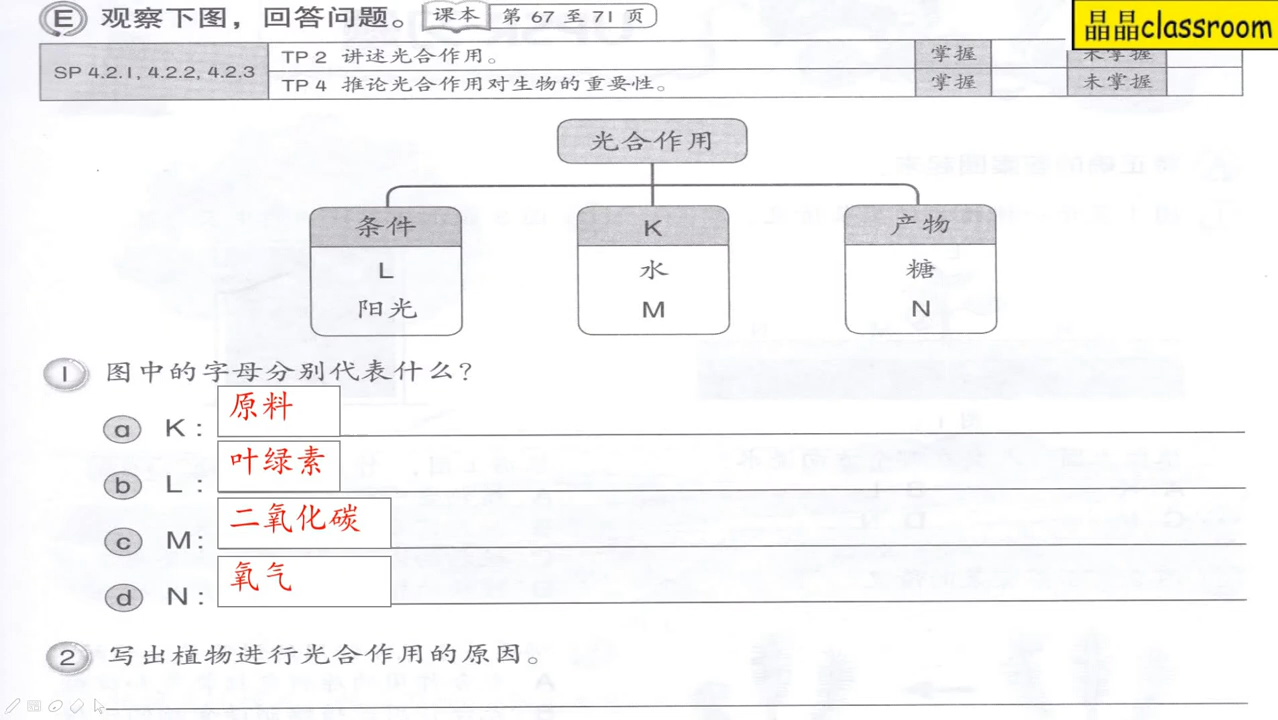 E 观察下图，回答问题。 课本 第 67 至 71 页
晶晶classroom
SP 4.2.1, 4.2.2, 4.2.3
TP 2 讲述光合作用。 掌握 未掌握
TP 4 推论光合作用对生物的重要性。 掌握 未掌握
光合作用
条件 K 产物
L 水 糖
阳光 M N
1 图中的字母分别代表什么？
a K : 原料
b L : 叶绿素
c M : 二氧化碳
d N : 氧气
2 写出植物进行光合作用的原因。